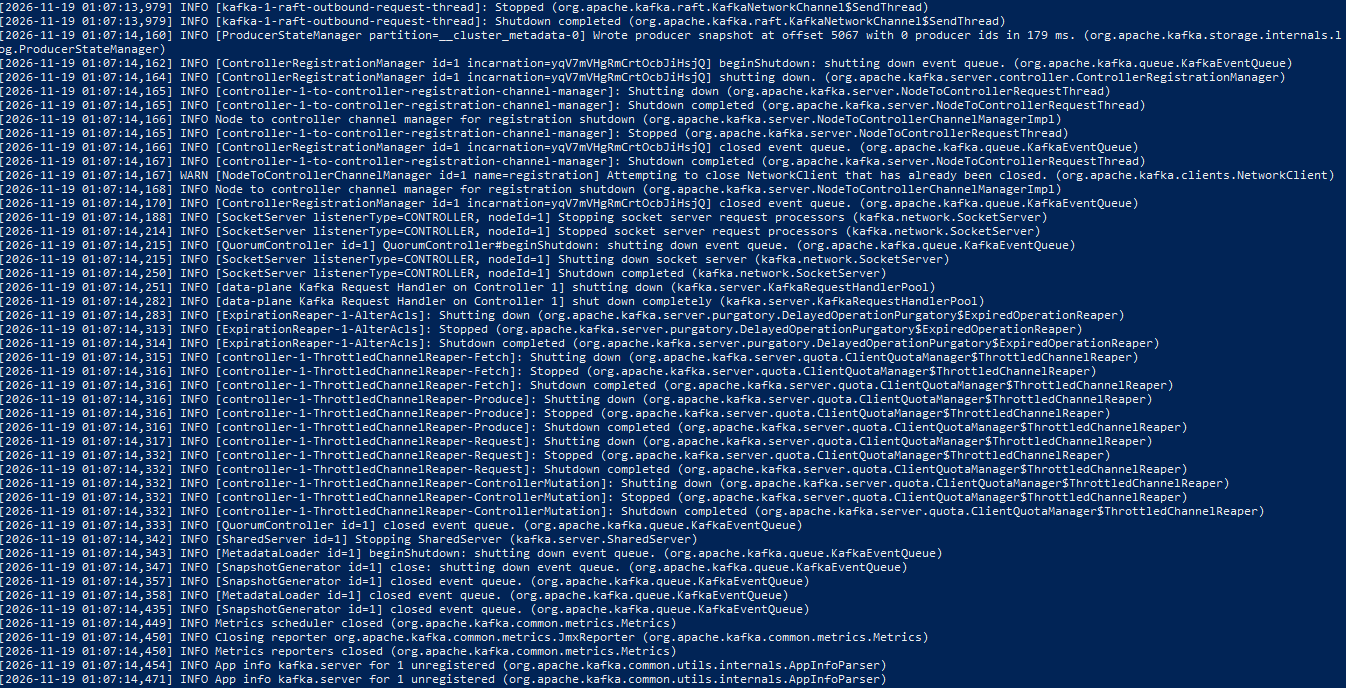 [2026-11-19 01:07:13,979] INFO [kafka-1-raft-outbound-request-thread]: Stopped (org.apache.kafka.raft.KafkaNetworkChannel$SendThread)
[2026-11-19 01:07:13,979] INFO [kafka-1-raft-outbound-request-thread]: Shutdown completed (org.apache.kafka.raft.KafkaNetworkChannel$SendThread)
[2026-11-19 01:07:14,160] INFO [ProducerStateManager partition=__cluster_metadata-0] Wrote producer snapshot at offset 5067 with 0 producer ids in 179 ms. (org.apache.kafka.storage.internals.l
og.ProducerStateManager)
[2026-11-19 01:07:14,162] INFO [ControllerRegistrationManager id=1 incarnation=yqV7mVHgRmCrtOcbJiHsjQ] beginShutdown: shutting down event queue. (org.apache.kafka.queue.KafkaEventQueue)
[2026-11-19 01:07:14,164] INFO [ControllerRegistrationManager id=1 incarnation=yqV7mVHgRmCrtOcbJiHsjQ] shutting down. (org.apache.kafka.server.controller.ControllerRegistrationManager)
[2026-11-19 01:07:14,165] INFO [controller-1-to-controller-registration-channel-manager]: Shutting down (org.apache.kafka.server.NodeToControllerRequestThread)
[2026-11-19 01:07:14,165] INFO [controller-1-to-controller-registration-channel-manager]: Shutdown completed (org.apache.kafka.server.NodeToControllerRequestThread)
[2026-11-19 01:07:14,166] INFO Node to controller channel manager for registration shutdown (org.apache.kafka.server.NodeToControllerChannelManagerImpl)
[2026-11-19 01:07:14,165] INFO [controller-1-to-controller-registration-channel-manager]: Stopped (org.apache.kafka.server.NodeToControllerRequestThread)
[2026-11-19 01:07:14,166] INFO [ControllerRegistrationManager id=1 incarnation=yqV7mVHgRmCrtOcbJiHsjQ] closed event queue. (org.apache.kafka.queue.KafkaEventQueue)
[2026-11-19 01:07:14,167] INFO [controller-1-to-controller-registration-channel-manager]: Shutdown completed (org.apache.kafka.server.NodeToControllerRequestThread)
[2026-11-19 01:07:14,167] WARN [NodeToControllerChannelManager id=1 name=registration] Attempting to close NetworkClient that has already been closed. (org.apache.kafka.clients.NetworkClient)
[2026-11-19 01:07:14,168] INFO Node to controller channel manager for registration shutdown (org.apache.kafka.server.NodeToControllerChannelManagerImpl)
[2026-11-19 01:07:14,170] INFO [ControllerRegistrationManager id=1 incarnation=yqV7mVHgRmCrtOcbJiHsjQ] closed event queue. (org.apache.kafka.queue.KafkaEventQueue)
[2026-11-19 01:07:14,188] INFO [SocketServer listenerType=CONTROLLER, nodeId=1] Stopping socket server request processors (kafka.network.SocketServer)
[2026-11-19 01:07:14,214] INFO [SocketServer listenerType=CONTROLLER, nodeId=1] Stopped socket server request processors (kafka.network.SocketServer)
[2026-11-19 01:07:14,215] INFO [QuorumController id=1] QuorumController#beginShutdown: shutting down event queue. (org.apache.kafka.queue.KafkaEventQueue)
[2026-11-19 01:07:14,215] INFO [SocketServer listenerType=CONTROLLER, nodeId=1] Shutting down socket server (kafka.network.SocketServer)
[2026-11-19 01:07:14,250] INFO [SocketServer listenerType=CONTROLLER, nodeId=1] Shutdown completed (kafka.network.SocketServer)
[2026-11-19 01:07:14,251] INFO [data-plane Kafka Request Handler on Controller 1] shutting down (kafka.server.KafkaRequestHandlerPool)
[2026-11-19 01:07:14,282] INFO [data-plane Kafka Request Handler on Controller 1] shut down completely (kafka.server.KafkaRequestHandlerPool)
[2026-11-19 01:07:14,283] INFO [ExpirationReaper-1-AlterAcls]: Shutting down (org.apache.kafka.server.purgatory.DelayedOperationPurgatory$ExpiredOperationReaper)
[2026-11-19 01:07:14,313] INFO [ExpirationReaper-1-AlterAcls]: Stopped (org.apache.kafka.server.purgatory.DelayedOperationPurgatory$ExpiredOperationReaper)
[2026-11-19 01:07:14,314] INFO [ExpirationReaper-1-AlterAcls]: Shutdown completed (org.apache.kafka.server.purgatory.DelayedOperationPurgatory$ExpiredOperationReaper)
[2026-11-19 01:07:14,315] INFO [controller-1-ThrottledChannelReaper-Fetch]: Shutting down (org.apache.kafka.server.quota.ClientQuotaManager$ThrottledChannelReaper)
[2026-11-19 01:07:14,316] INFO [controller-1-ThrottledChannelReaper-Fetch]: Stopped (org.apache.kafka.server.quota.ClientQuotaManager$ThrottledChannelReaper)
[2026-11-19 01:07:14,316] INFO [controller-1-ThrottledChannelReaper-Fetch]: Shutdown completed (org.apache.kafka.server.quota.ClientQuotaManager$ThrottledChannelReaper)
[2026-11-19 01:07:14,316] INFO [controller-1-ThrottledChannelReaper-Produce]: Shutting down (org.apache.kafka.server.quota.ClientQuotaManager$ThrottledChannelReaper)
[2026-11-19 01:07:14,316] INFO [controller-1-ThrottledChannelReaper-Produce]: Stopped (org.apache.kafka.server.quota.ClientQuotaManager$ThrottledChannelReaper)
[2026-11-19 01:07:14,316] INFO [controller-1-ThrottledChannelReaper-Produce]: Shutdown completed (org.apache.kafka.server.quota.ClientQuotaManager$ThrottledChannelReaper)
[2026-11-19 01:07:14,317] INFO [controller-1-ThrottledChannelReaper-Request]: Shutting down (org.apache.kafka.server.quota.ClientQuotaManager$ThrottledChannelReaper)
[2026-11-19 01:07:14,332] INFO [controller-1-ThrottledChannelReaper-Request]: Stopped (org.apache.kafka.server.quota.ClientQuotaManager$ThrottledChannelReaper)
[2026-11-19 01:07:14,332] INFO [controller-1-ThrottledChannelReaper-Request]: Shutdown completed (org.apache.kafka.server.quota.ClientQuotaManager$ThrottledChannelReaper)
[2026-11-19 01:07:14,332] INFO [controller-1-ThrottledChannelReaper-ControllerMutation]: Shutting down (org.apache.kafka.server.quota.ClientQuotaManager$ThrottledChannelReaper)
[2026-11-19 01:07:14,332] INFO [controller-1-ThrottledChannelReaper-ControllerMutation]: Stopped (org.apache.kafka.server.quota.ClientQuotaManager$ThrottledChannelReaper)
[2026-11-19 01:07:14,332] INFO [controller-1-ThrottledChannelReaper-ControllerMutation]: Shutdown completed (org.apache.kafka.server.quota.ClientQuotaManager$ThrottledChannelReaper)
[2026-11-19 01:07:14,333] INFO [QuorumController id=1] closed event queue. (org.apache.kafka.queue.KafkaEventQueue)
[2026-11-19 01:07:14,342] INFO [SharedServer id=1] Stopping SharedServer (kafka.server.SharedServer)
[2026-11-19 01:07:14,343] INFO [MetadataLoader id=1] beginShutdown: shutting down event queue. (org.apache.kafka.queue.KafkaEventQueue)
[2026-11-19 01:07:14,347] INFO [SnapshotGenerator id=1] close: shutting down event queue. (org.apache.kafka.queue.KafkaEventQueue)
[2026-11-19 01:07:14,357] INFO [SnapshotGenerator id=1] closed event queue. (org.apache.kafka.queue.KafkaEventQueue)
[2026-11-19 01:07:14,358] INFO [MetadataLoader id=1] closed event queue. (org.apache.kafka.queue.KafkaEventQueue)
[2026-11-19 01:07:14,435] INFO [SnapshotGenerator id=1] closed event queue. (org.apache.kafka.queue.KafkaEventQueue)
[2026-11-19 01:07:14,449] INFO Metrics scheduler closed (org.apache.kafka.common.metrics.Metrics)
[2026-11-19 01:07:14,450] INFO Closing reporter org.apache.kafka.common.metrics.JmxReporter (org.apache.kafka.common.metrics.Metrics)
[2026-11-19 01:07:14,450] INFO Metrics reporters closed (org.apache.kafka.common.metrics.Metrics)
[2026-11-19 01:07:14,454] INFO App info kafka.server for 1 unregistered (org.apache.kafka.common.utils.internals.AppInfoParser)
[2026-11-19 01:07:14,471] INFO App info kafka.server for 1 unregistered (org.apache.kafka.common.utils.internals.AppInfoParser)